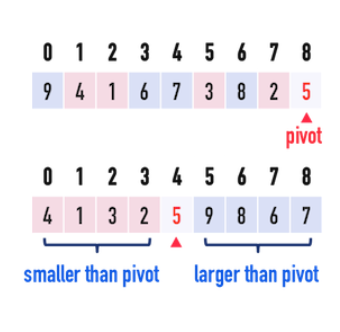 0 1 2 3 4 5 6 7 8
9 4 1 6 7 3 8 2 5
pivot
0 1 2 3 4 5 6 7 8
4 1 3 2 5 9 8 6 7
smaller than pivot larger than pivot